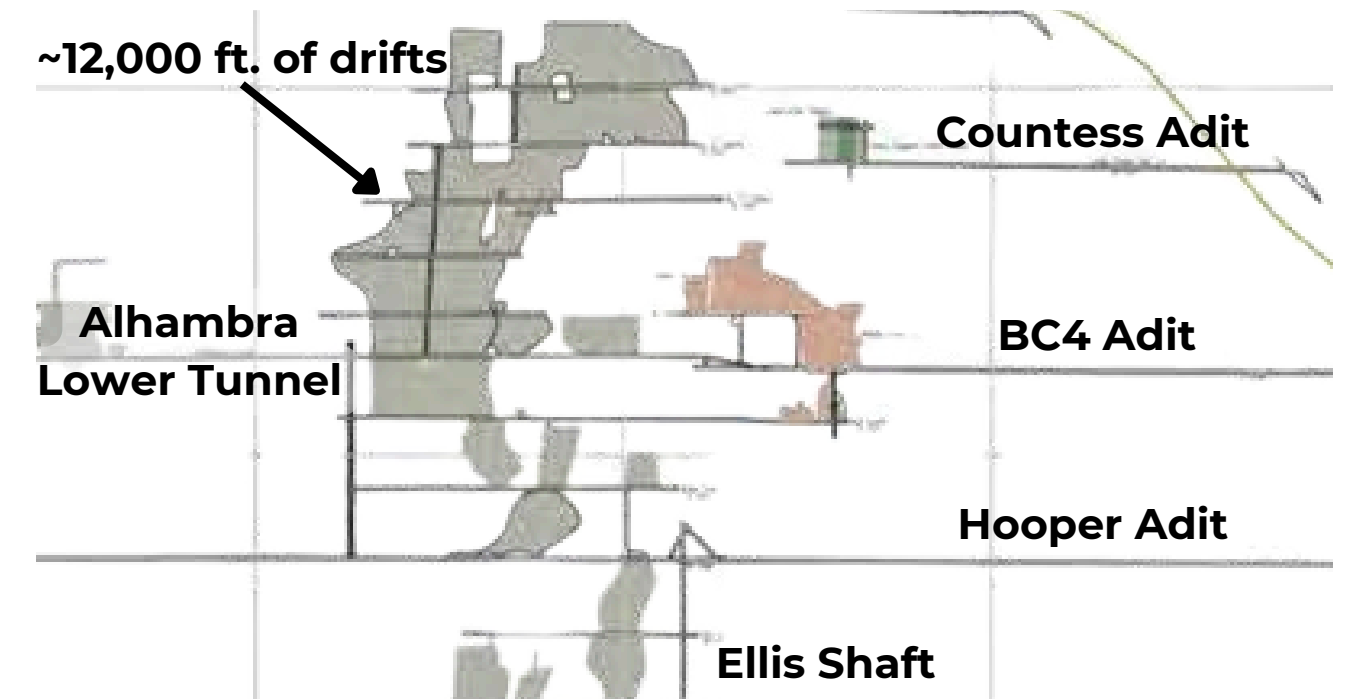 ~12,000 ft. of drifts
Countess Adit
Alhambra
Lower Tunnel
BC4 Adit
Hooper Adit
Ellis Shaft